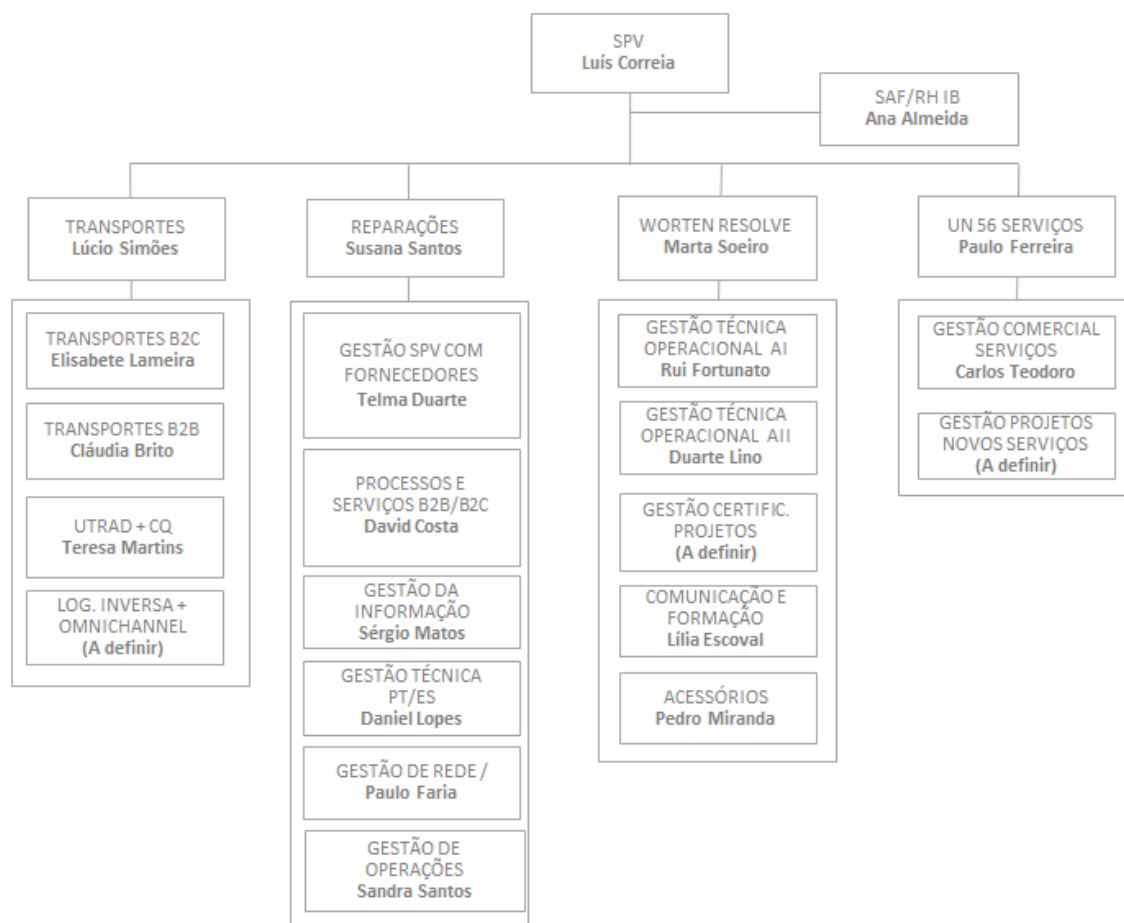 SPV
Luís Correia
SAF/RH IB
Ana Almeida
TRANSPORTES
Lúcio Simões
REPARAÇÕES
Susana Santos
WORTEN RESOLVE
Marta Soeiro
UN 56 SERVIÇOS
Paulo Ferreira
TRANSPORTES B2C
Elisabete Lameira
TRANSPORTES B2B
Cláudia Brito
UTRAD + CQ
Teresa Martins
LOG. INVERSA +
OMNICHANNEL
(A definir)
GESTÃO SPV COM
FORNECEDORES
Telma Duarte
PROCESSOS E
SERVIÇOS B2B/B2C
David Costa
GESTÃO DA
INFORMAÇÃO
Sérgio Matos
GESTÃO TÉCNICA
PT/ES
Daniel Lopes
GESTÃO DE REDE /
Paulo Faria
GESTÃO DE
OPERAÇÕES
Sandra Santos
GESTÃO TÉCNICA
OPERACIONAL AI
Rui Fortunato
GESTÃO TÉCNICA
OPERACIONAL AII
Duarte Lino
GESTÃO CERTIFIC.
PROJETOS
(A definir)
COMUNICAÇÃO E
FORMAÇÃO
Lília Escoval
ACESSÓRIOS
Pedro Miranda
GESTÃO COMERCIAL
SERVIÇOS
Carlos Teodoro
GESTÃO PROJETOS
NOVOS SERVIÇOS
(A definir)